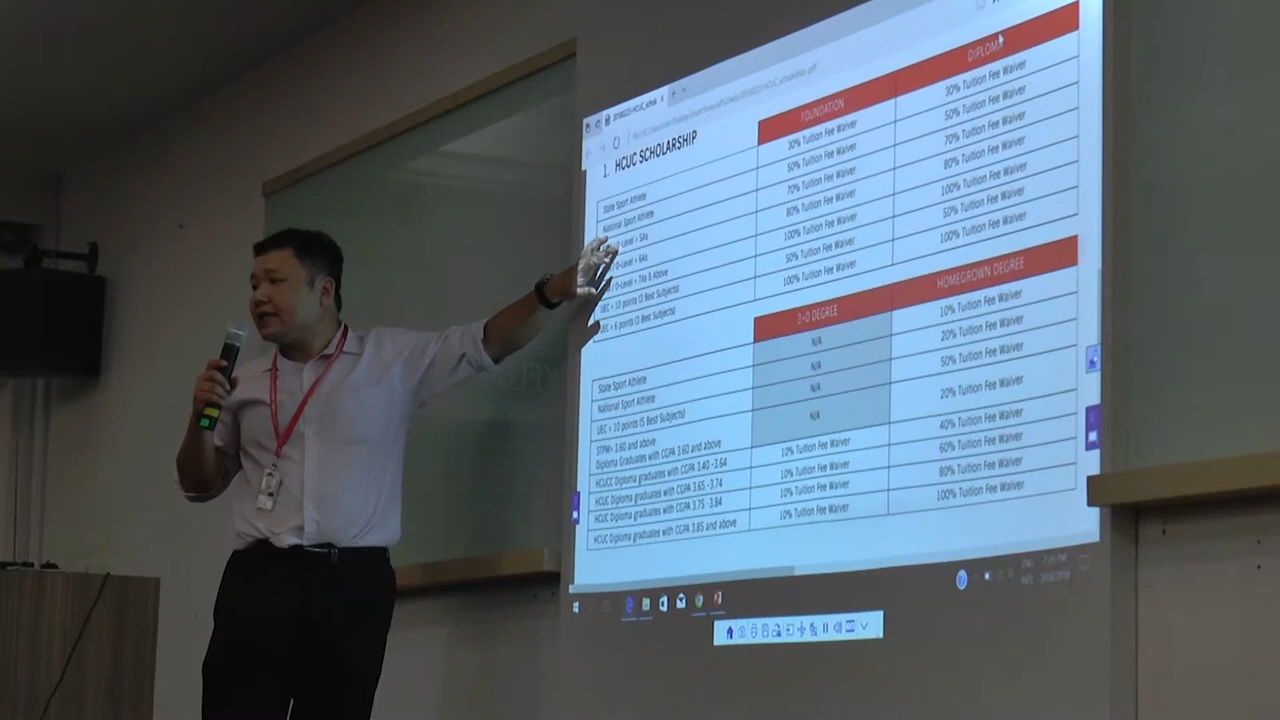 1. HCUC SCHOLARSHIP
FOUNDATION DIPLOMA
State Sport Athlete 30% Tuition Fee Waiver 30% Tuition Fee Waiver
National Sport Athlete 50% Tuition Fee Waiver 50% Tuition Fee Waiver
O-Level = 5As 70% Tuition Fee Waiver 70% Tuition Fee Waiver
/ O-Level = 6As 80% Tuition Fee Waiver 80% Tuition Fee Waiver
/ O-Level = 7As & Above 100% Tuition Fee Waiver 100% Tuition Fee Waiver
UEC = 10 points (3 Best Subjects) 50% Tuition Fee Waiver 50% Tuition Fee Waiver
UEC = 6 points (3 Best Subjects) 100% Tuition Fee Waiver 100% Tuition Fee Waiver
3+0 DEGREE HOMEGROWN DEGREE
State Sport Athlete N/A 10% Tuition Fee Waiver
National Sport Athlete N/A 20% Tuition Fee Waiver
UEC = 10 points (5 Best Subjects) N/A 50% Tuition Fee Waiver
STPM= 3.60 and above
Diploma Graduates with CGPA 3.60 and above N/A 20% Tuition Fee Waiver
HCUCC Diploma graduates with CGPA 3.40 -3.64 10% Tuition Fee Waiver 40% Tuition Fee Waiver
HCUC Diploma graduates with CGPA 3.65 -3.74 10% Tuition Fee Waiver 60% Tuition Fee Waiver
HCUC Diploma graduates with CGPA 3.75 -3.84 10% Tuition Fee Waiver 80% Tuition Fee Waiver
HCUC Diploma graduates with CGPA 3.85 and above 10% Tuition Fee Waiver 100% Tuition Fee Waiver